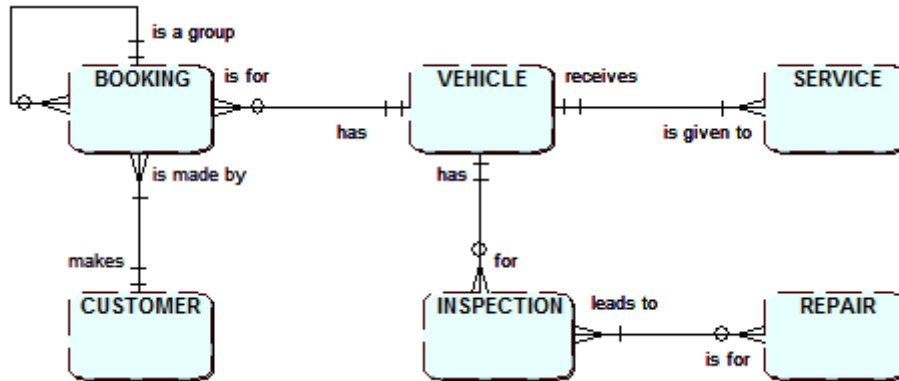 is a group
BOOKING
is for
VEHICLE
receives
SERVICE
has
is given to
is made by
has
makes
for
CUSTOMER
INSPECTION
leads to
REPAIR
is for